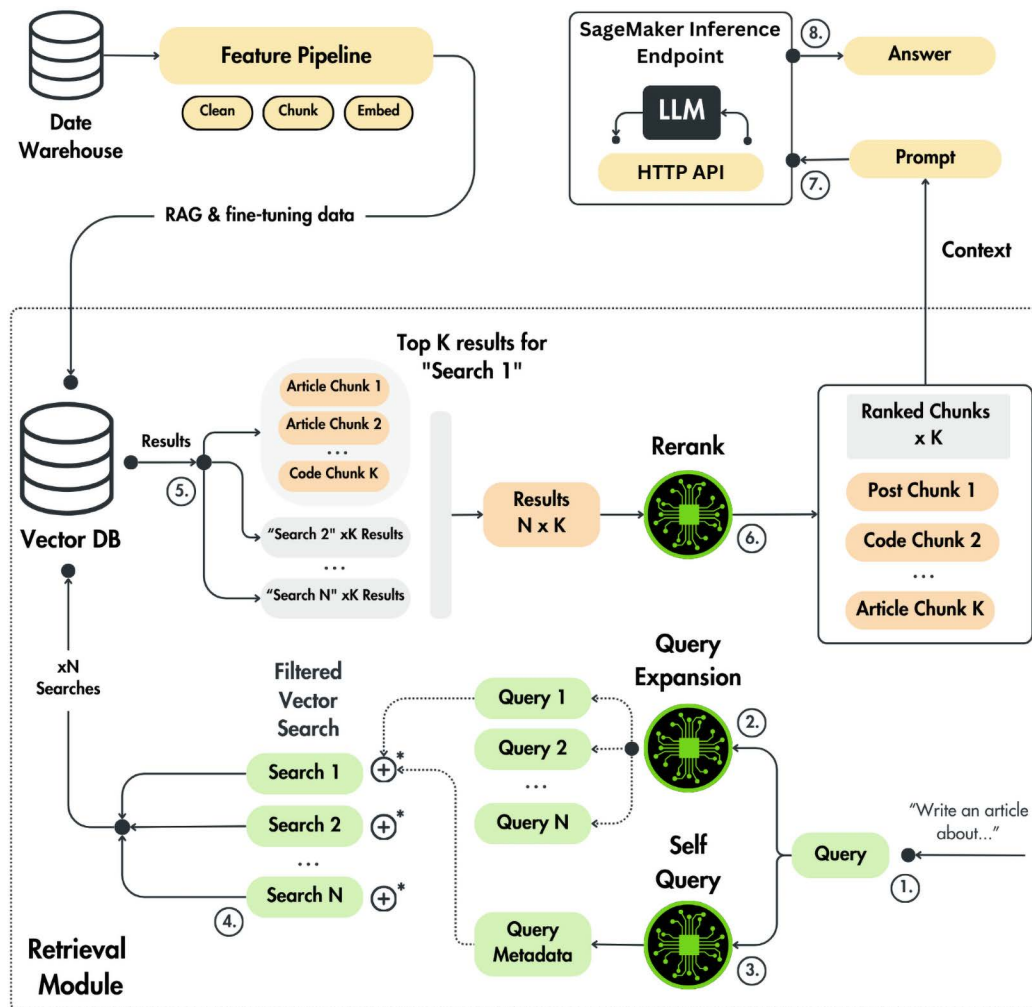 Date
Warehouse
Feature Pipeline
Clean
Chunk
Embed
RAG & fine-tuning data
SageMaker Inference
Endpoint
LLM
HTTP API
8.
Answer
7.
Prompt
Context
Vector DB
Results
5.
Top K results for
"Search 1"
Article Chunk 1
Article Chunk 2
...
Code Chunk K
“Search 2" xK Results
...
“Search N" xK Results
Results
N x K
Rerank
6.
Ranked Chunks
x K
Post Chunk 1
Code Chunk 2
...
Article Chunk K
xN
Searches
Filtered
Vector
Search
Search 1
+*
Search 2
+*
...
Search N
+*
4.
Query 1
Query 2
...
Query N
Query
Metadata
Query
Expansion
2.
Self
Query
3.
Query
1.
“Write an article
about...”
Retrieval
Module